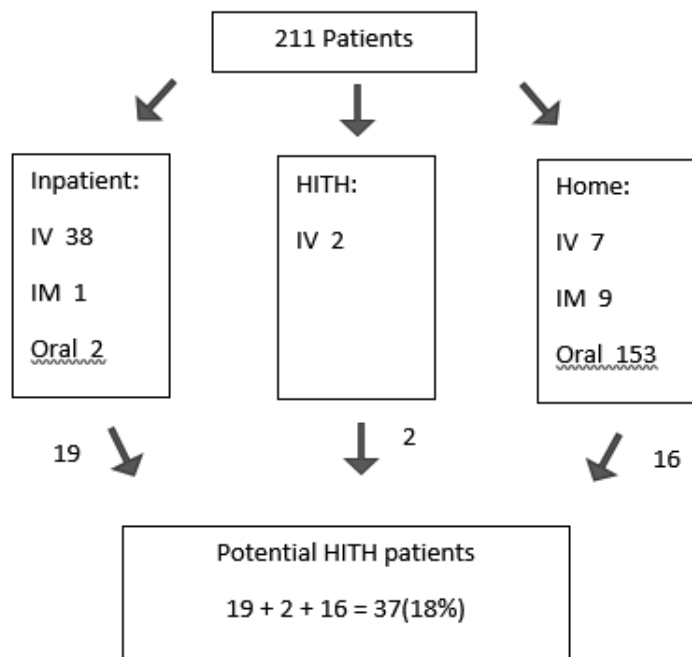 211 Patients
Inpatient:
IV 38
IM 1
Oral 2
HITH:
IV 2
Home:
IV 7
IM 9
Oral 153
19
2
16
Potential HITH patients
19 + 2 + 16 = 37(18%)